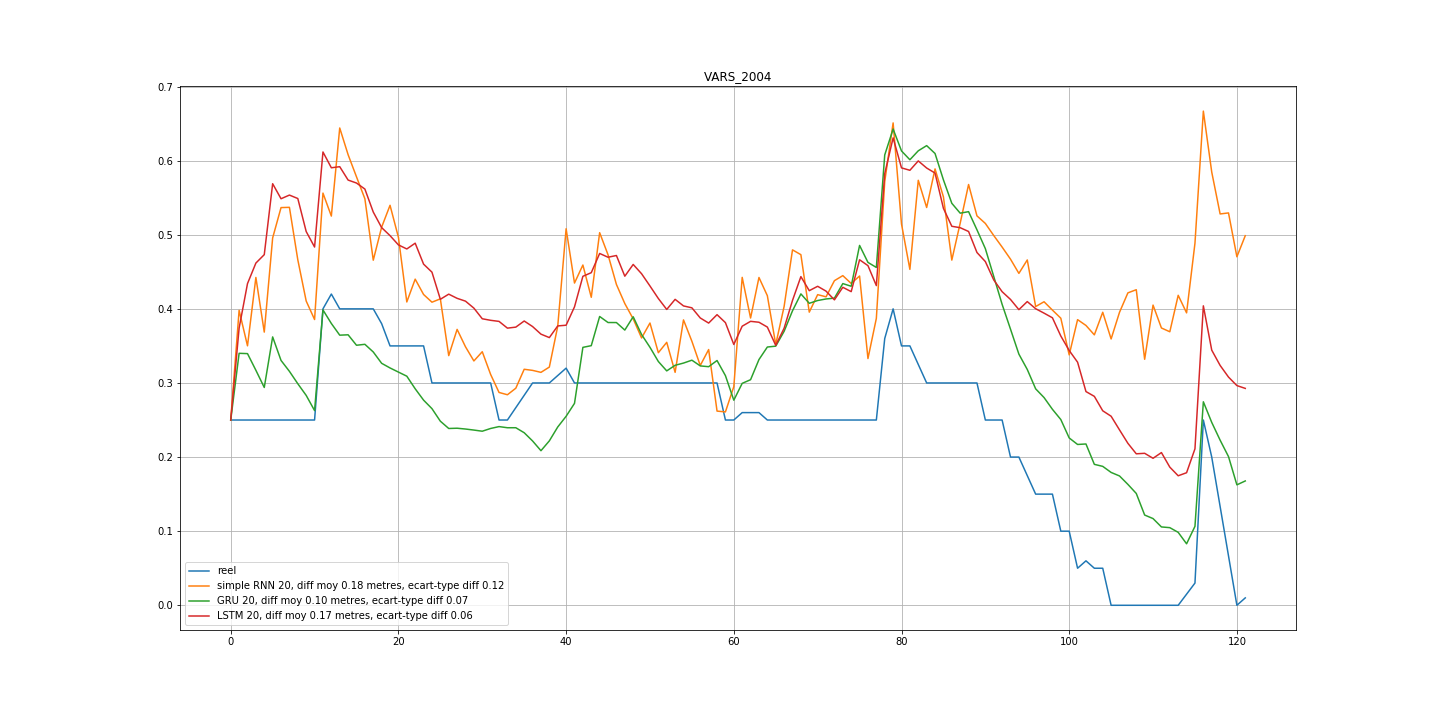 VARS_2004
0.7
0.6
0.5
0.4
0.3
0.2
0.1
0.0
reel
simple RNN 20, diff moy 0.18 metres, ecart-type diff 0.12
GRU 20, diff moy 0.10 metres, ecart-type diff 0.07
LSTM 20, diff moy 0.17 metres, ecart-type diff 0.06
0 20 40 60 80 100 120